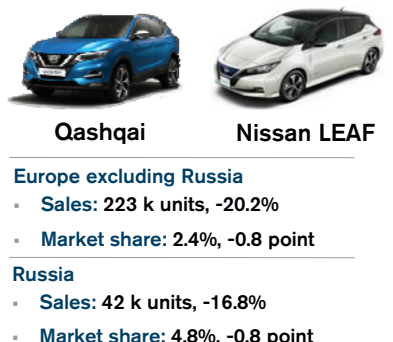 Qashqai
Nissan LEAF
Europe excluding Russia
▪ Sales: 223 k units, -20.2%
▪ Market share: 2.4%, -0.8 point
Russia
▪ Sales: 42 k units, -16.8%
▪ Market share: 4.8%, -0.8 point